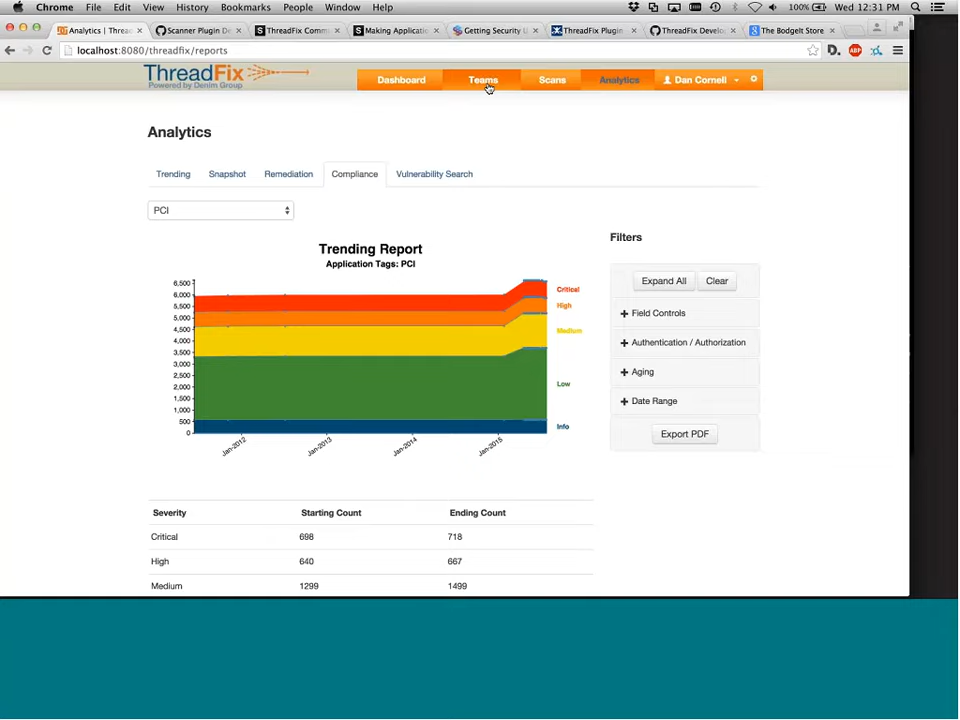 Chrome File Edit View History Bookmarks People Window Help 100% Wed 12:31 PM
Analytics | Threa Scanner Plugin De ThreadFix Comm Making Applicatio Getting Security U ThreadFix Plugin ThreadFix Develo The BodgeIt Store
localhost:8080/threadfix/reports D. ABP
ThreadFix
Powered by Denim Group
Dashboard Teams Scans Analytics Dan Cornell
Analytics
Trending Snapshot Remediation Compliance Vulnerability Search
PCI
Trending Report
Application Tags: PCI
6,500
6,000
5,500
5,000
4,500
4,000
3,500
3,000
2,500
2,000
1,500
1,000
500
0
Critical
High
Medium
Low
Info
Jan-2012 Jan-2013 Jan-2014 Jan-2015
Filters
Expand All Clear
Field Controls
Authentication / Authorization
Aging
Date Range
Export PDF
Severity Starting Count Ending Count
Critical 698 718
High 640 667
Medium 1299 1499